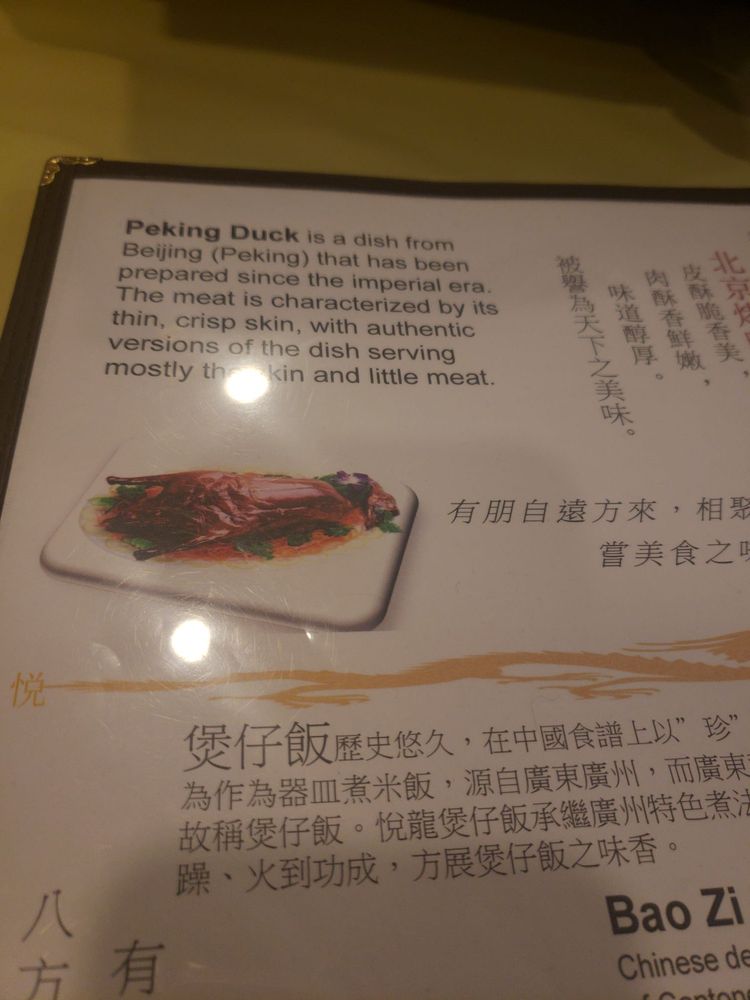 Peking Duck is a dish from
Beijing (Peking) that has been
prepared since the imperial era.
The meat is characterized by its
thin, crisp skin, with authentic
versions of the dish serving
mostly skin and little meat.
北京烤
皮酥脆香美，
肉酥香鮮嫩，
味道醇厚。
被譽為天下之美味。
有朋自遠方來，相聚
嘗美食之
悦
煲仔飯歷史悠久，在中國食譜上以”珍”
為作為器皿煮米飯，源自廣東廣州，而廣東
故稱煲仔飯。悅龍煲仔飯承繼廣州特色煮法
躁、火到功成，方展煲仔飯之味香。
八方
有
Bao Zi
Chinese de
of Canton